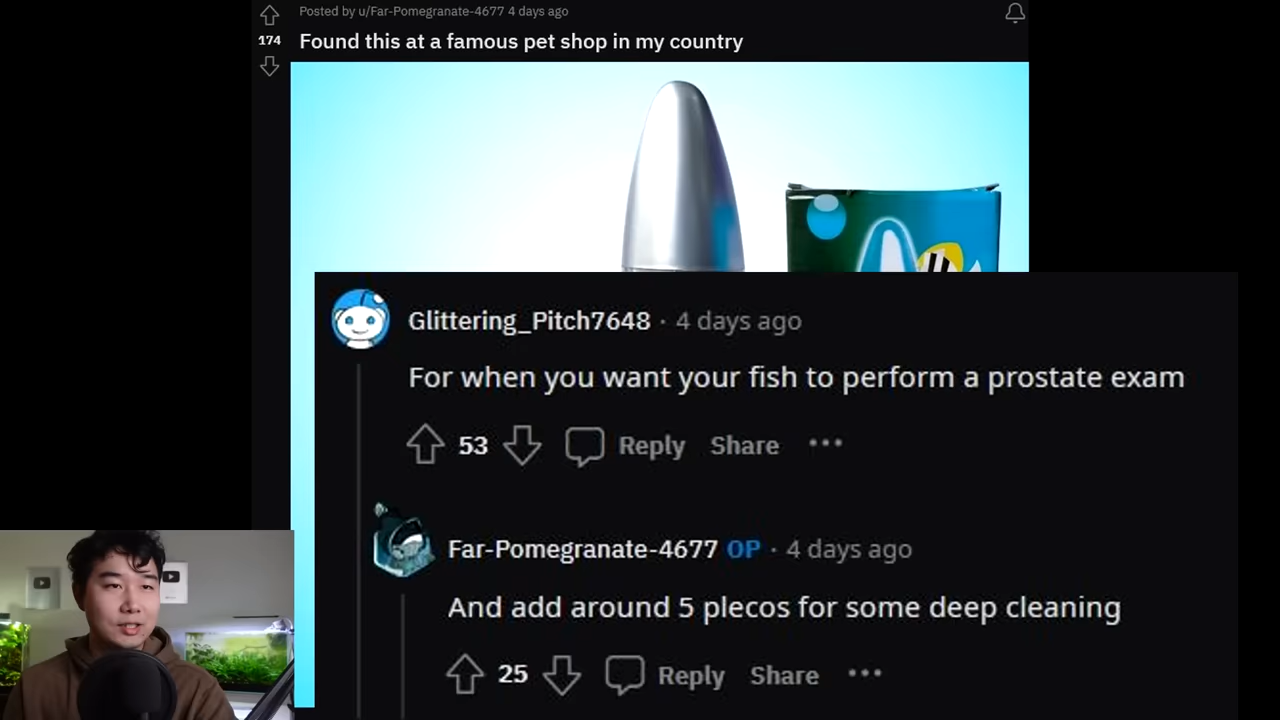 Posted by u/Far-Pomegranate-4677 4 days ago
174
Found this at a famous pet shop in my country
Glittering_Pitch7648 · 4 days ago
For when you want your fish to perform a prostate exam
53 Reply Share ···
Far-Pomegranate-4677 OP · 4 days ago
And add around 5 plecos for some deep cleaning
25 Reply Share ···